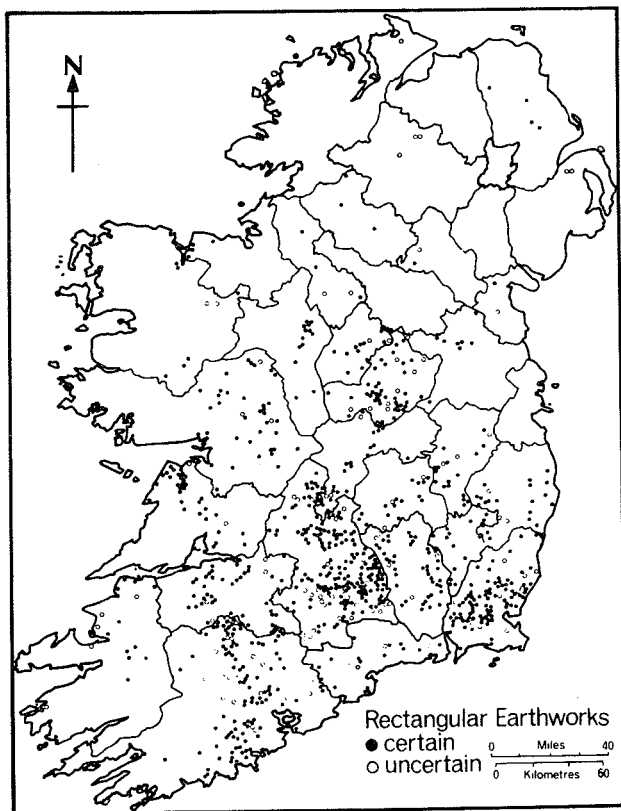 N
Rectangular Earthworks
● certain
○ uncertain
0 Miles 40
0 Kilometres 60